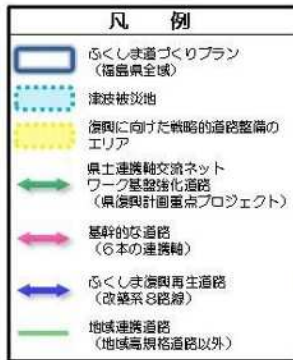 凡例
ふくしま道づくりプラン
(福島県全域)
津波被災地
復興に向けた戦略的道路整備の
エリア
県土連携軸交流ネット
ワーク基盤強化道路
(県復興計画重点プロジェクト)
基幹的な道路
(6本の連携軸)
ふくしま復興再生道路
(改築系8路線)
地域連携道路
(地域高規格道路以外)